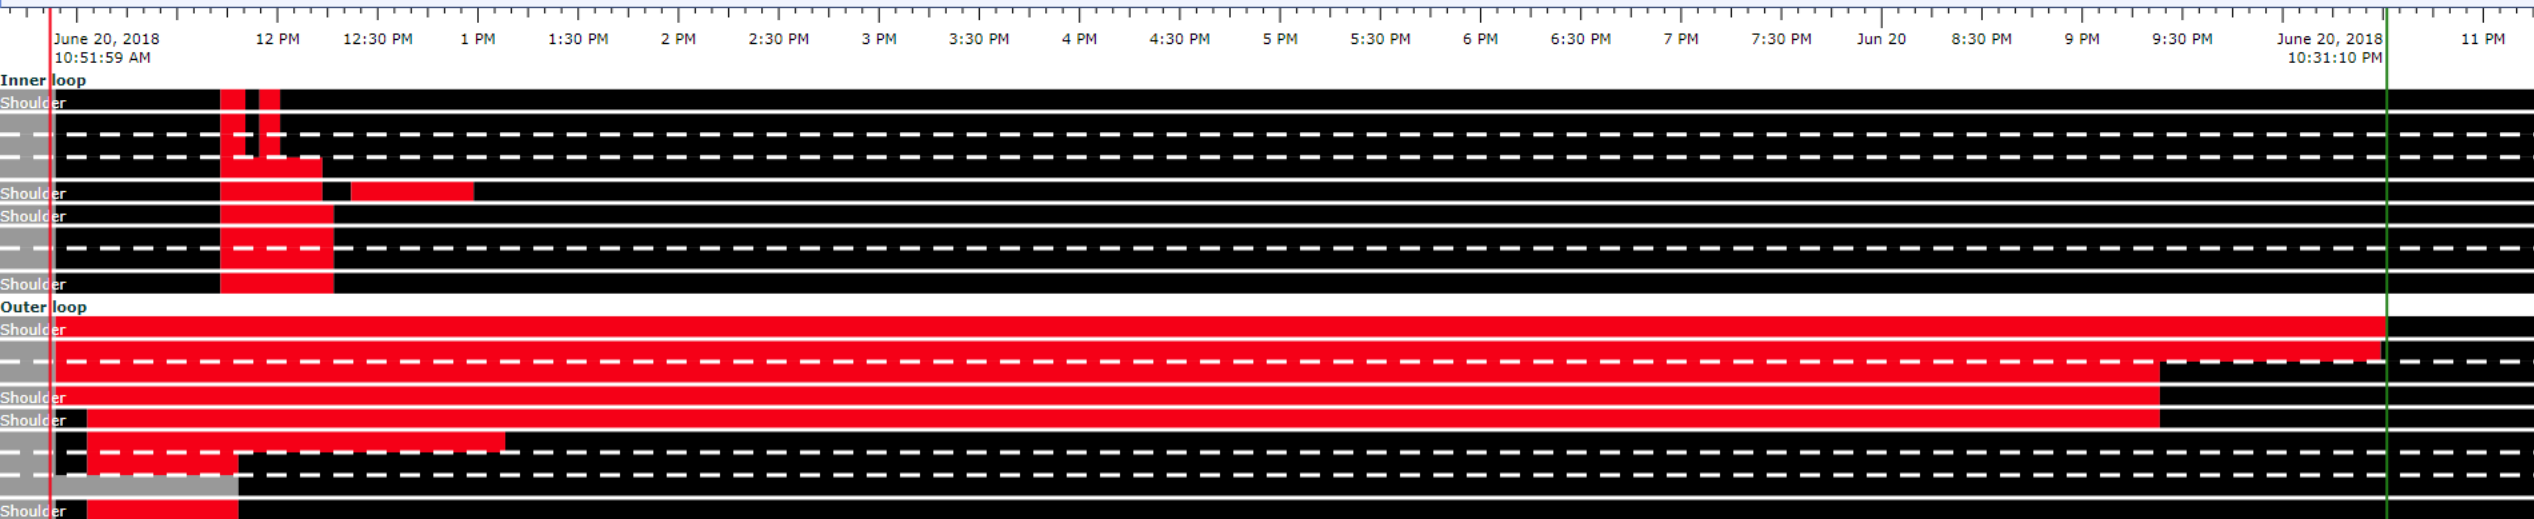 June 20, 2018 12 PM 12:30 PM 1 PM 1:30 PM 2 PM 2:30 PM 3 PM 3:30 PM 4 PM 4:30 PM 5 PM 5:30 PM 6 PM 6:30 PM 7 PM 7:30 PM Jun 20 8:30 PM 9 PM 9:30 PM June 20, 2018 11 PM
10:51:59 AM 10:31:10 PM
Inner loop
Shoulder
Shoulder
Shoulder
Shoulder
Outer loop
Shoulder
Shoulder
Shoulder
Shoulder